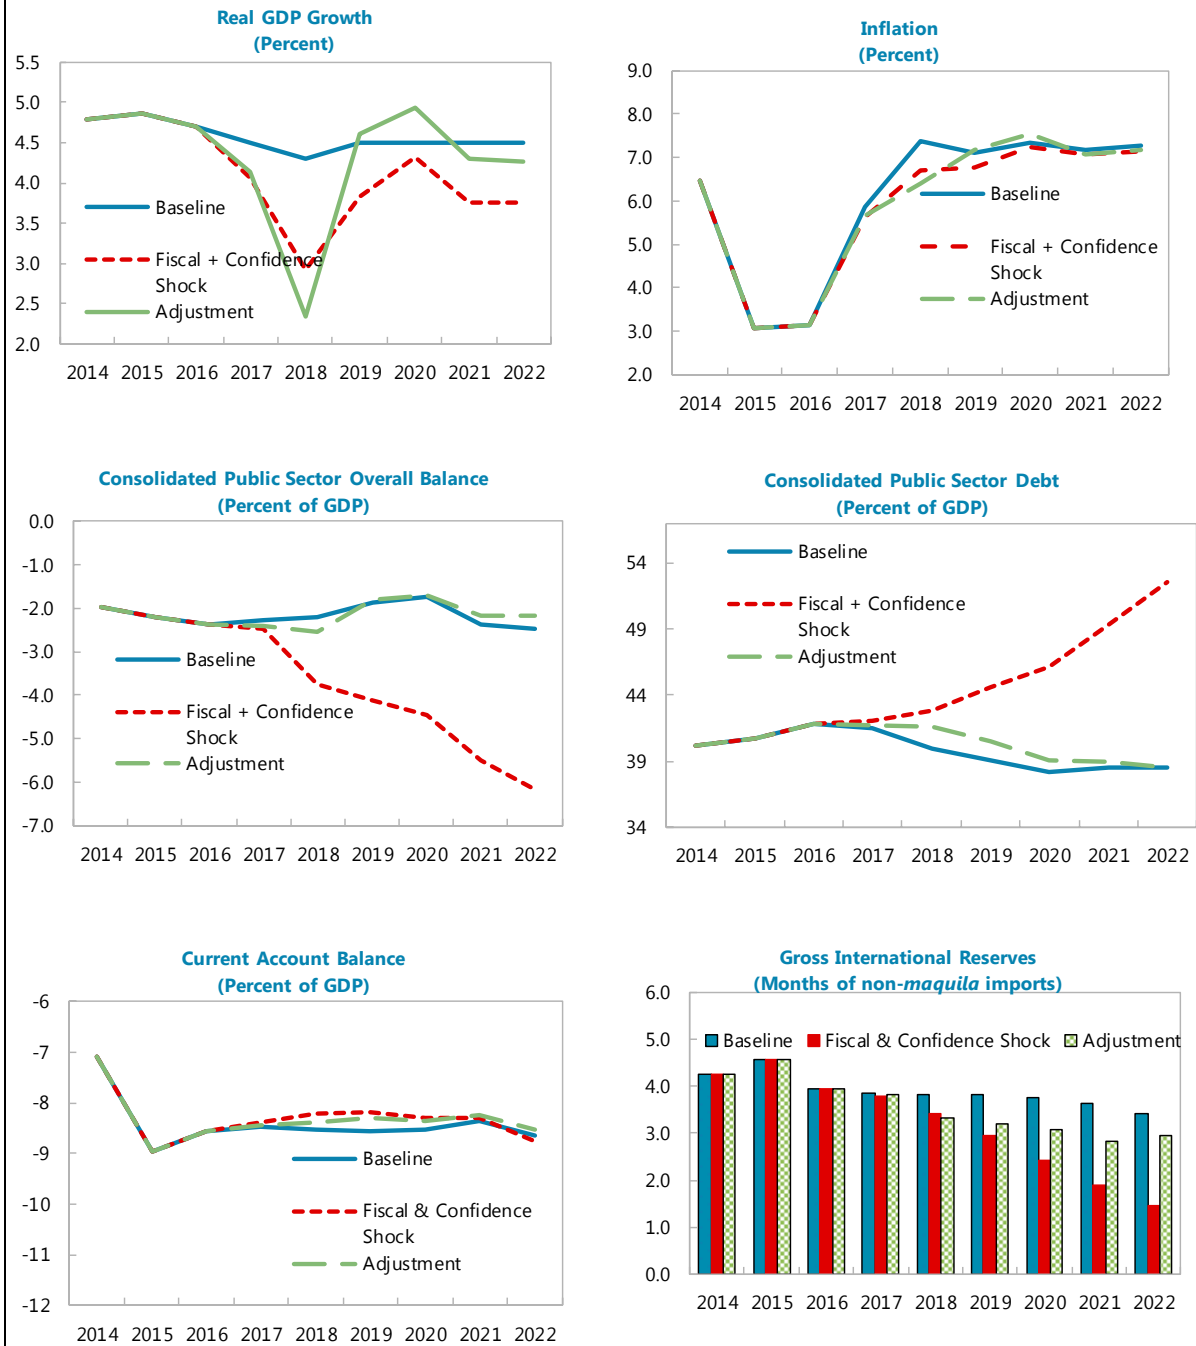 Real GDP Growth
(Percent)
5.5
5.0
4.5
4.0
3.5
3.0
2.5
2.0
Baseline
Fiscal + Confidence
Shock
Adjustment
2014 2015 2016 2017 2018 2019 2020 2021 2022
Inflation
(Percent)
9.0
8.0
7.0
6.0
5.0
4.0
3.0
2.0
Baseline
Fiscal + Confidence
Shock
Adjustment
2014 2015 2016 2017 2018 2019 2020 2021 2022
Consolidated Public Sector Overall Balance
(Percent of GDP)
0.0
-1.0
-2.0
-3.0
-4.0
-5.0
-6.0
-7.0
Baseline
Fiscal + Confidence
Shock
Adjustment
2014 2015 2016 2017 2018 2019 2020 2021 2022
Consolidated Public Sector Debt
(Percent of GDP)
54
49
44
39
34
Baseline
Fiscal + Confidence
Shock
Adjustment
2014 2015 2016 2017 2018 2019 2020 2021 2022
Current Account Balance
(Percent of GDP)
-6
-7
-8
-9
-10
-11
-12
Baseline
Fiscal & Confidence
Shock
Adjustment
2014 2015 2016 2017 2018 2019 2020 2021 2022
Gross International Reserves
(Months of non-maquila imports)
6.0
5.0
4.0
3.0
2.0
1.0
0.0
Baseline Fiscal & Confidence Shock Adjustment
2014 2015 2016 2017 2018 2019 2020 2021 2022